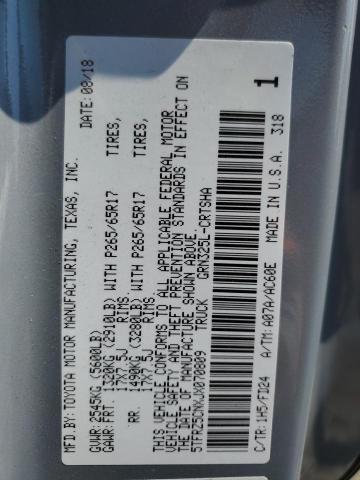 MFD.BY: TOYOTA MOTOR MANUFACTURING, TEXAS, INC. DATE: 08/18
GVWR: 2545KG (5600LB)
GAWR: FRT. 1320KG (2910LB) WITH P265/65R17 TIRES,
17X7.5J RIMS.
RR. 1490KG (3280LB) WITH P265/65R17 TIRES,
17X7.5J RIMS.
THIS VEHICLE CONFORMS TO ALL APPLICABLE FEDERAL MOTOR
VEHICLE SAFETY AND THEFT PREVENTION STANDARDS IN EFFECT ON
THE DATE OF MANUFACTURE SHOWN ABOVE.
5TFRZ5CNXJX070809 TRUCK GRN325L-CRTSHA
C/TR: 1H5/FD24 A/TM: A07A/AC60E MADE IN U.S.A. 318
1